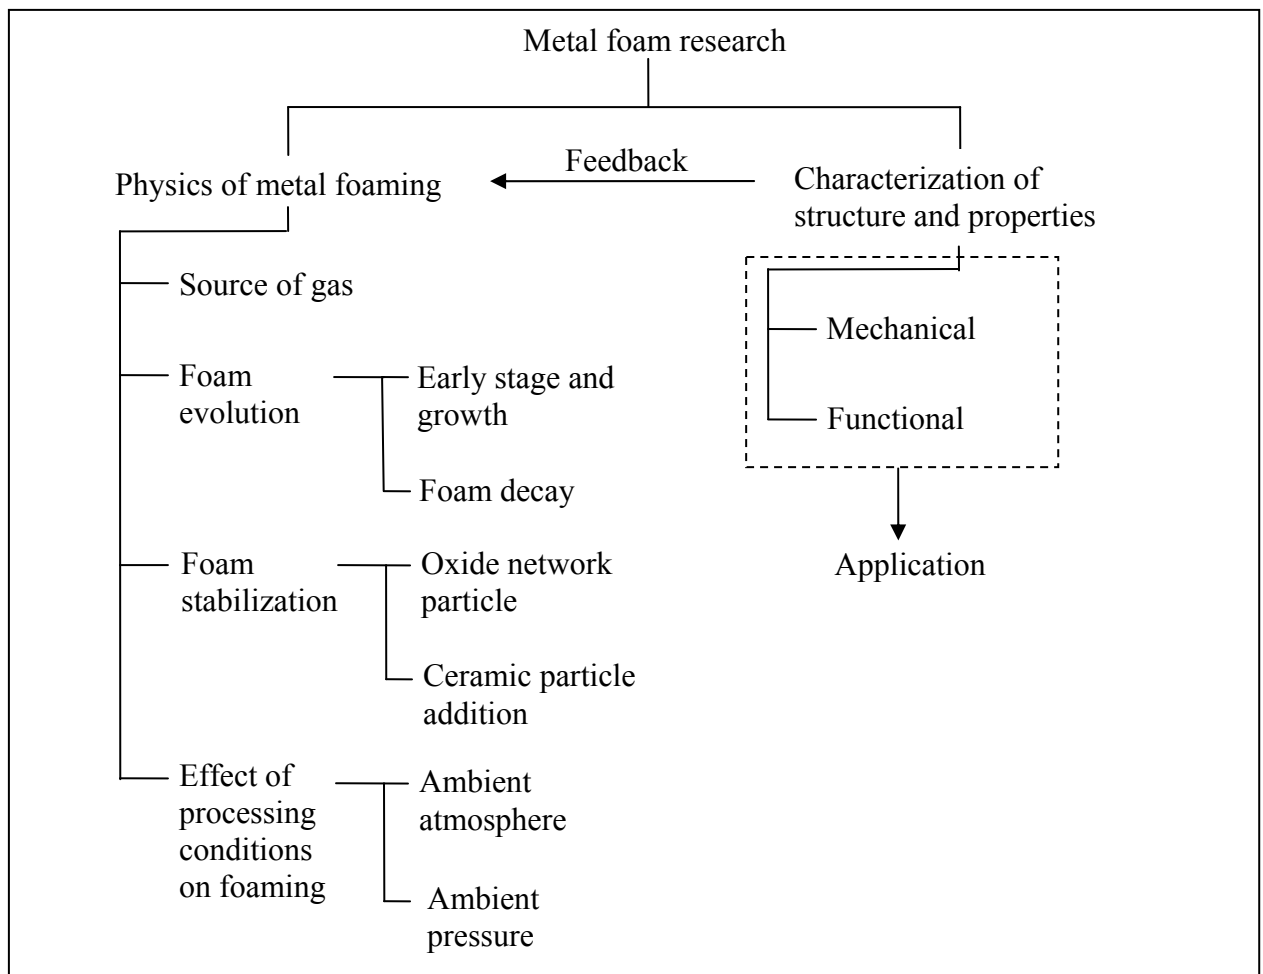 Metal foam research
Feedback
Physics of metal foaming
Characterization of
structure and properties
Source of gas
Mechanical
Foam
evolution
Early stage and
growth
Functional
Foam decay
Foam
stabilization
Oxide network
particle
Application
Ceramic particle
addition
Effect of
processing
conditions
on foaming
Ambient
atmosphere
Ambient
pressure